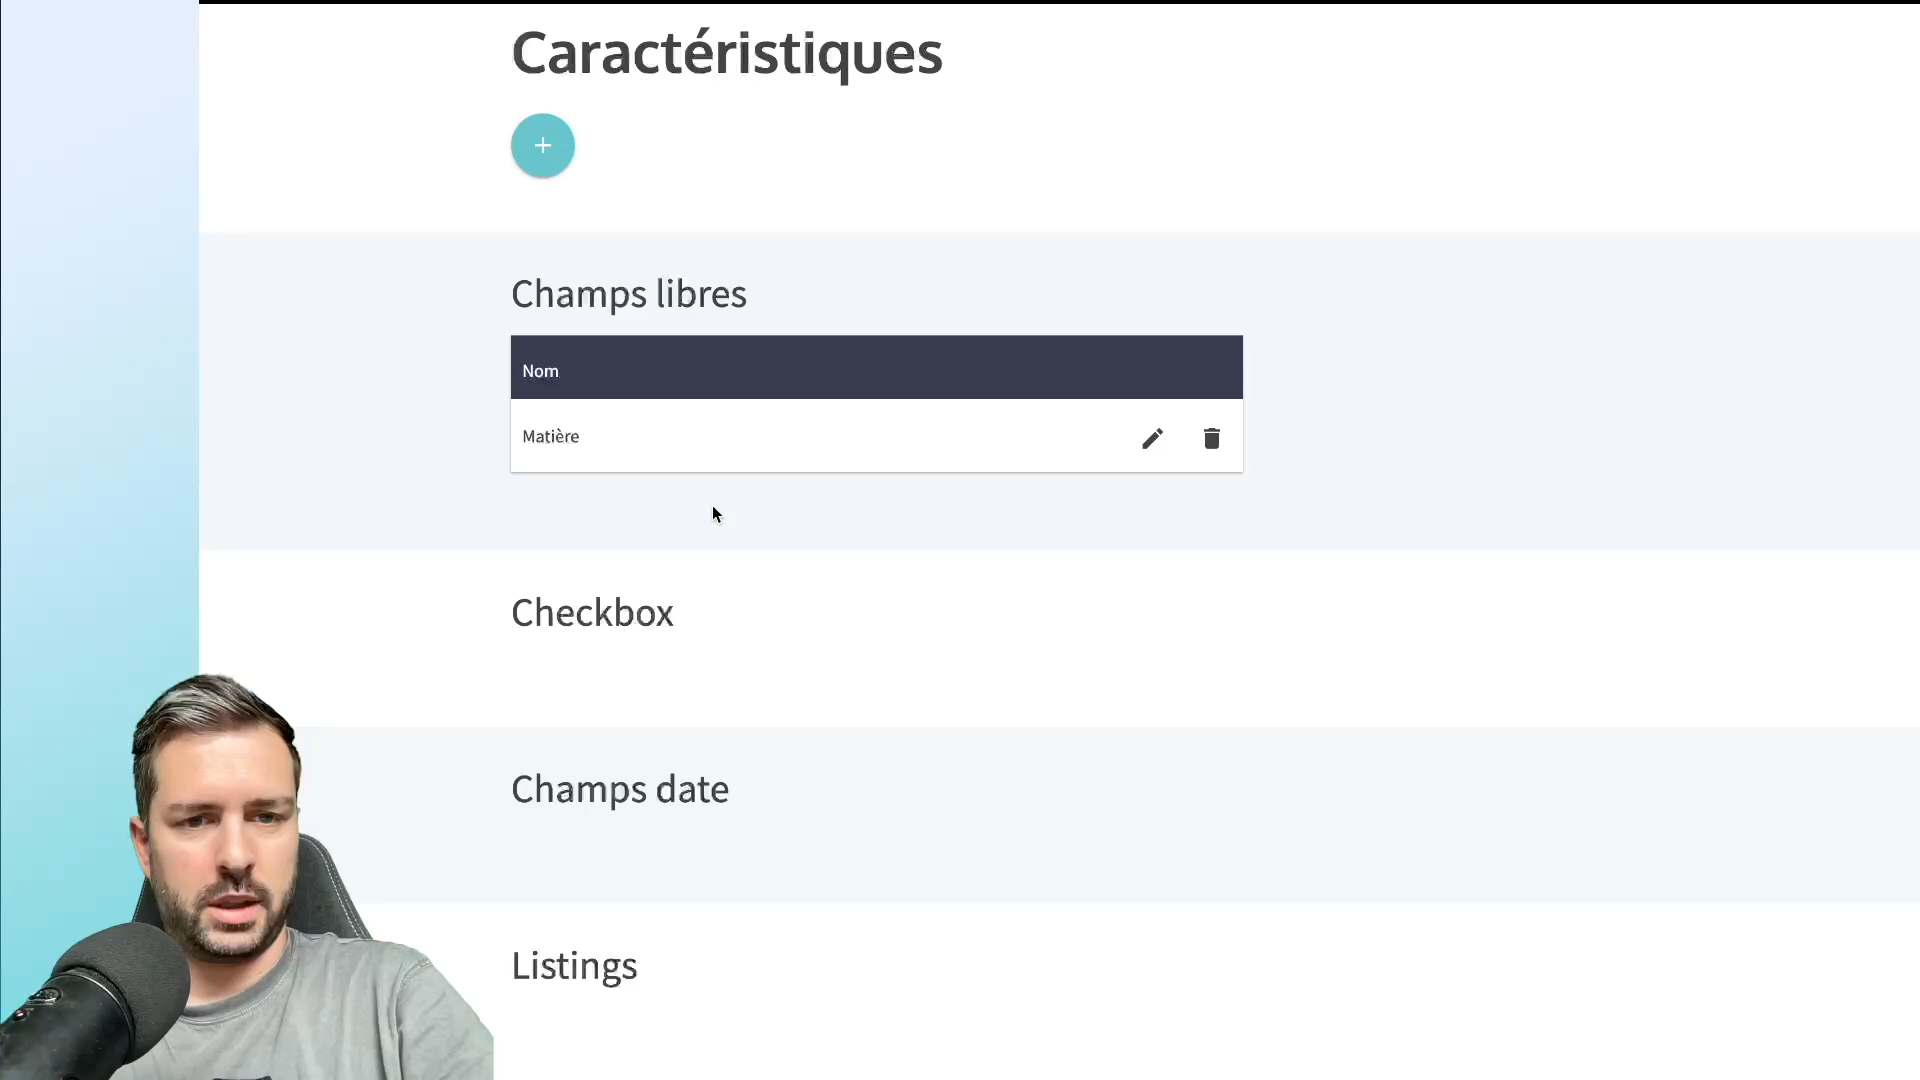 Caractéristiques
+
Champs libres
Nom
Matière
Checkbox
Champs date
Listings